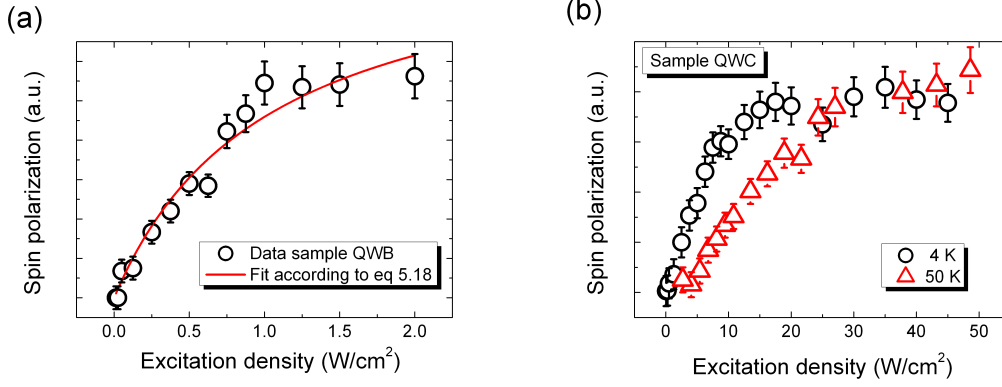 (a)
Spin polarization (a.u.)
Data sample QWB
Fit according to eq 5.18
0.0 0.5 1.0 1.5 2.0
Excitation density (W/cm²)
(b)
Sample QWC
Spin polarization (a.u.)
4 K
50 K
0 10 20 30 40 50
Excitation density (W/cm²)